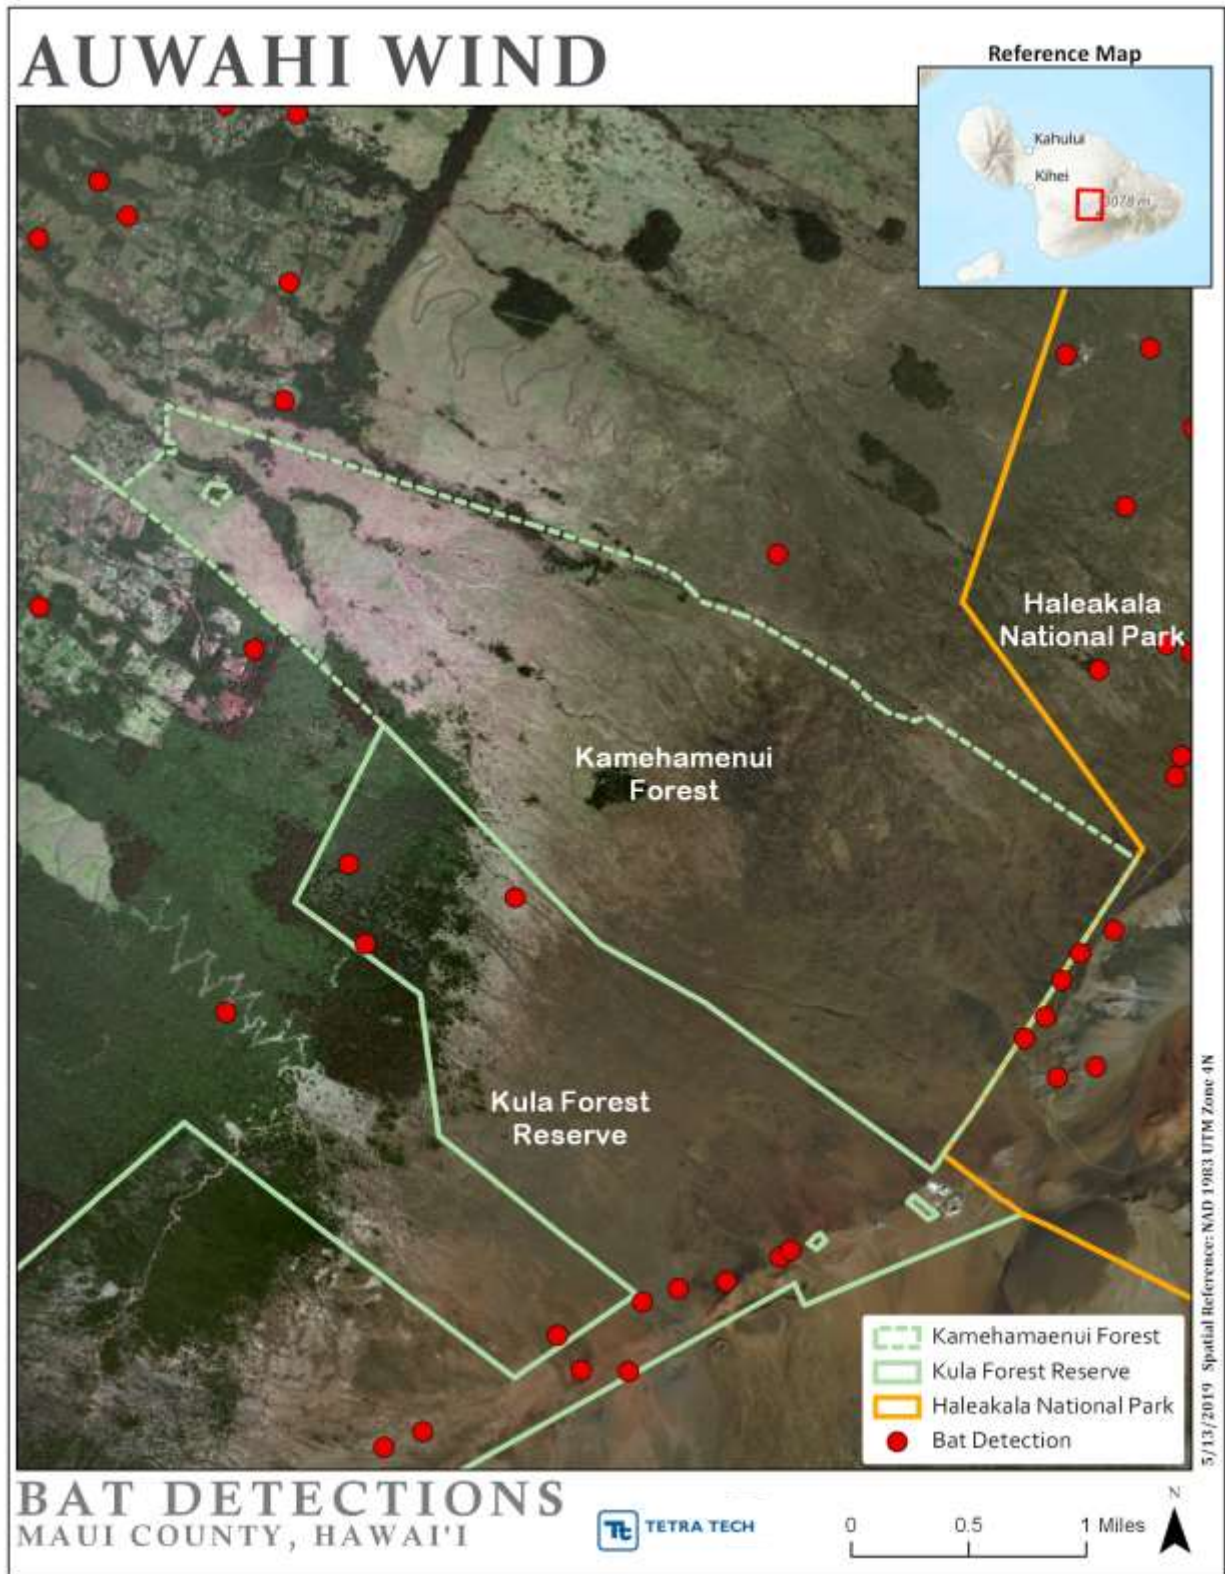 AUWAHI WIND
Reference Map
Kahului
Kihei
3078 m
Haleakala
National Park
Kamehamenui
Forest
Kula Forest
Reserve
Kamehamaenui Forest
Kula Forest Reserve
Haleakala National Park
Bat Detection
5/13/2019 Spatial Reference: NAD 1983 UTM Zone 4N
BAT DETECTIONS
MAUI COUNTY, HAWAI'I
Tt TETRA TECH
0 0.5 1 Miles
N